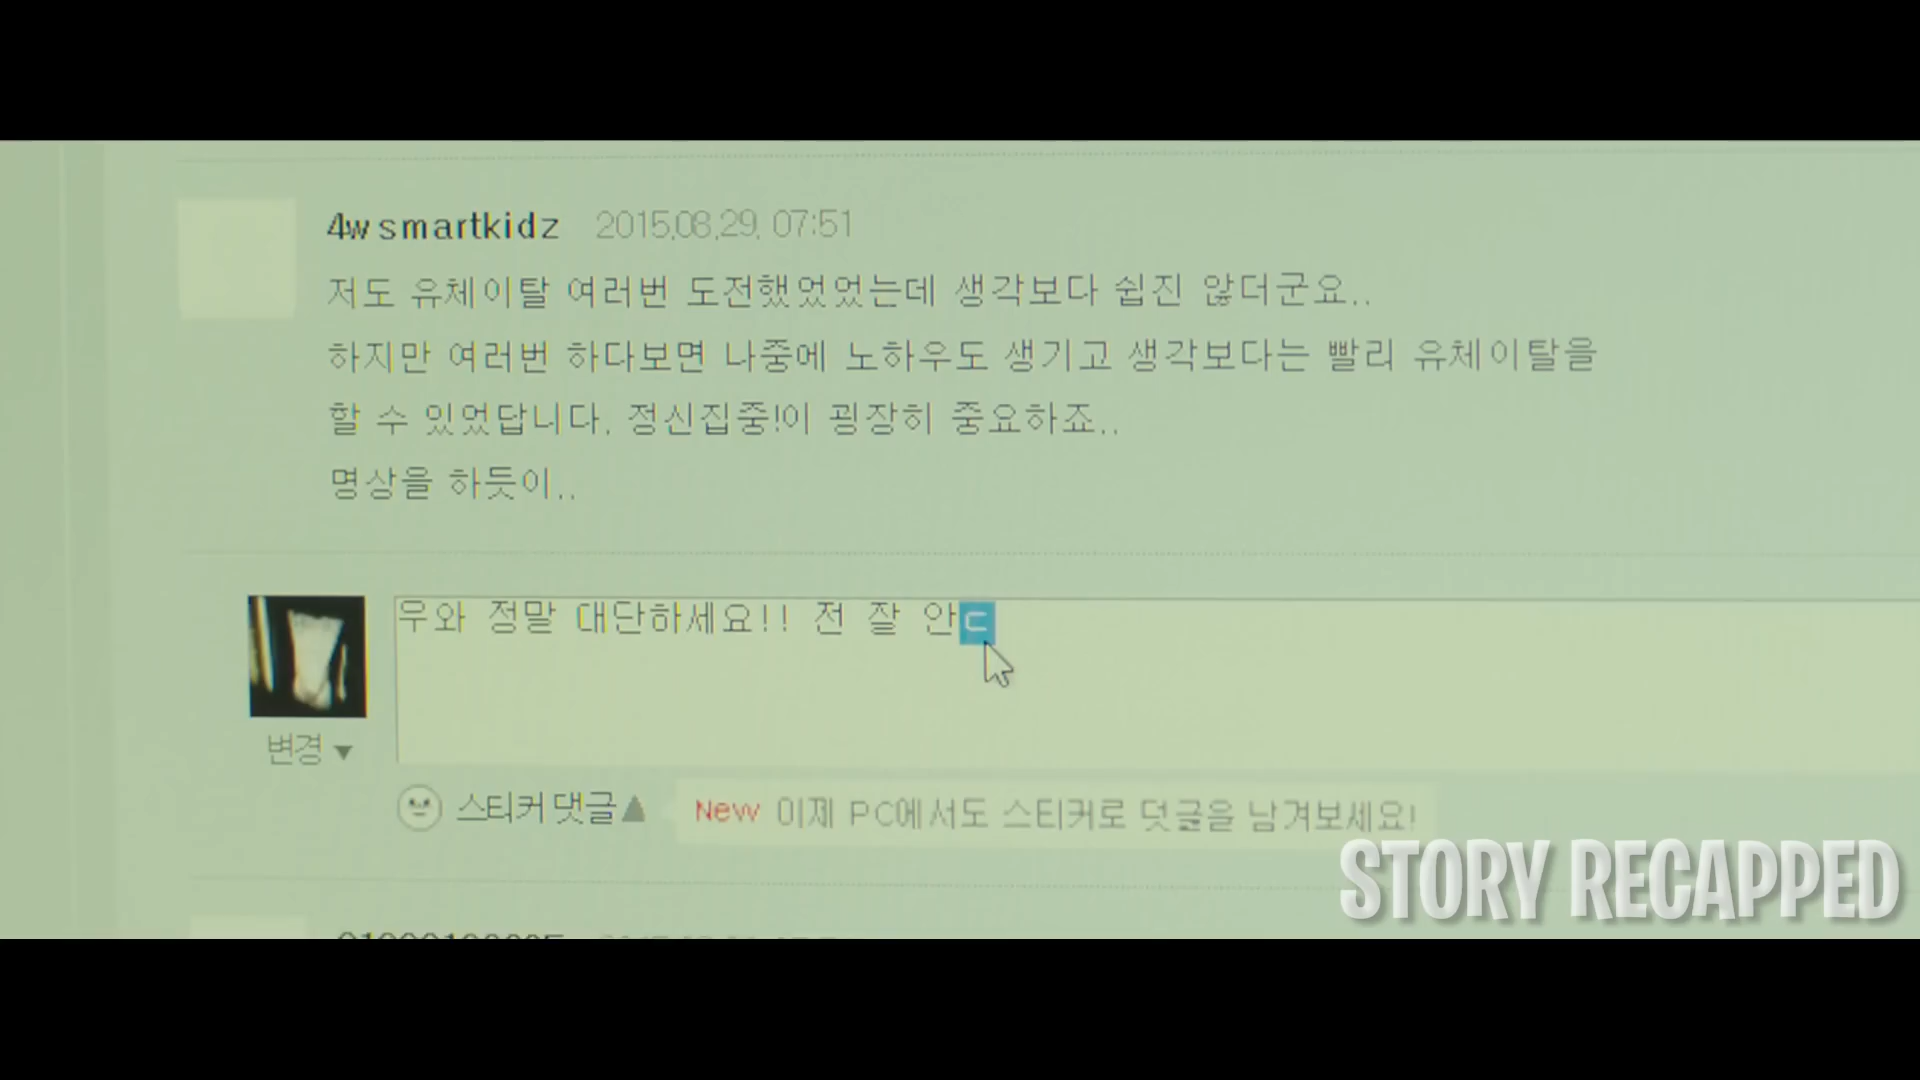 4wsmartkidz 2015.08.29. 07:51
저도 유체이탈 여러번 도전했었었는데 생각보다 쉽진 않더군요..
하지만 여러번 하다보면 나중에 노하우도 생기고 생각보다는 빨리 유체이탈을
할 수 있었답니다. 정신집중!이 굉장히 중요하죠..
명상을 하듯이..
우와 정말 대단하세요!! 전 잘 안ㄷ
변경 ▼
스티커 댓글▲ New 이제 PC에서도 스티커로 덧글을 남겨보세요!
STORY RECAPPED